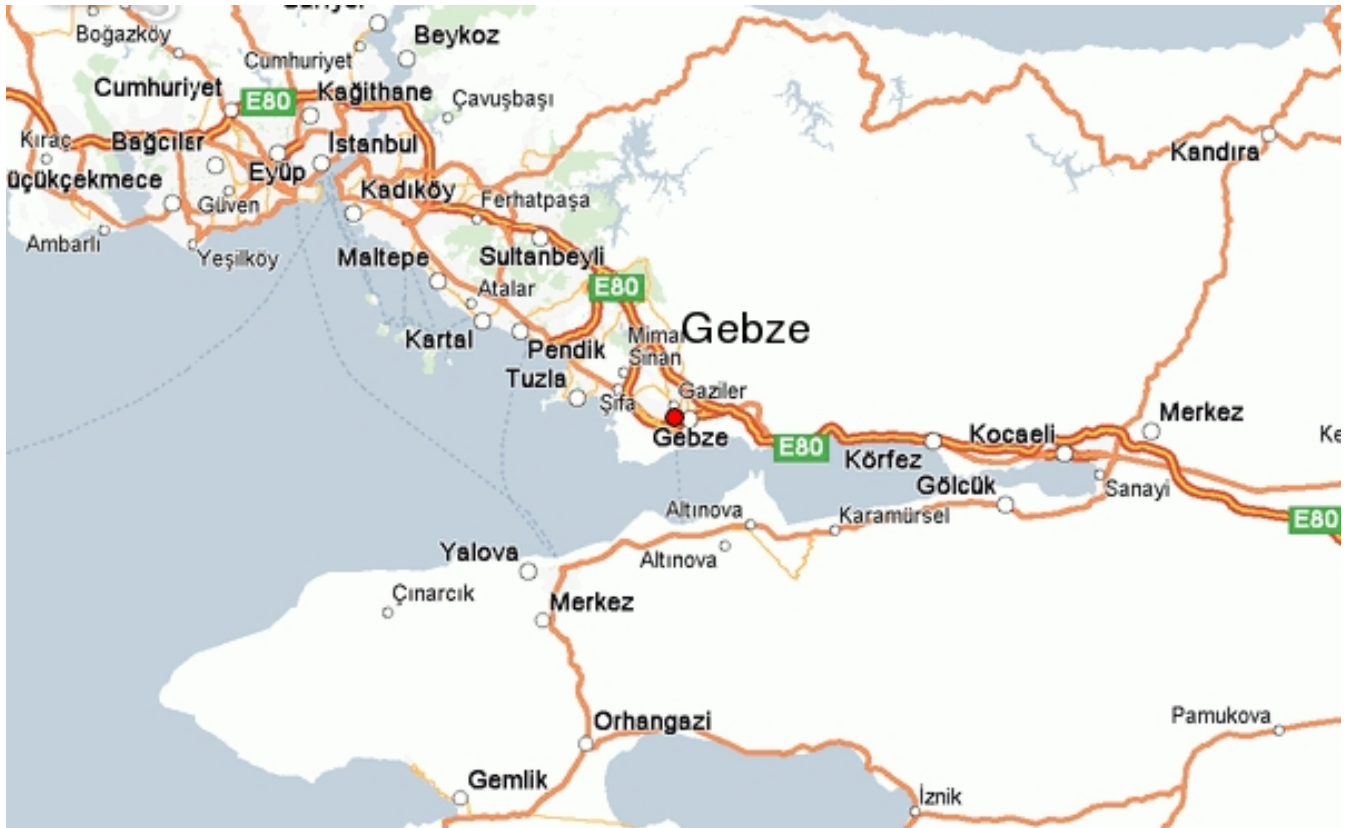 Boğazköy
Beykoz
Cumhuriyet
Cumhuriyet
E80
Kağithane
Çavuşbaşı
Kıraç
Bağcılar
İstanbul
Eyüp
Kandıra
üçükçekmece
Güven
Kadıköy
Ferhatpaşa
Ambarlı
Yeşilköy
Maltepe
Sultanbeyli
Atalar
E80
Gebze
Kartal
Pendik
Mimar
Sinan
Tuzla
Şifa
Gaziler
Gebze
E80
Körfez
Kocaeli
Merkez
Ke
Gölcük
Sanayi
Altınova
Karamürsel
E80
Yalova
Altınova
Çınarcık
Merkez
Orhangazi
Pamukova
Gemlik
İznik